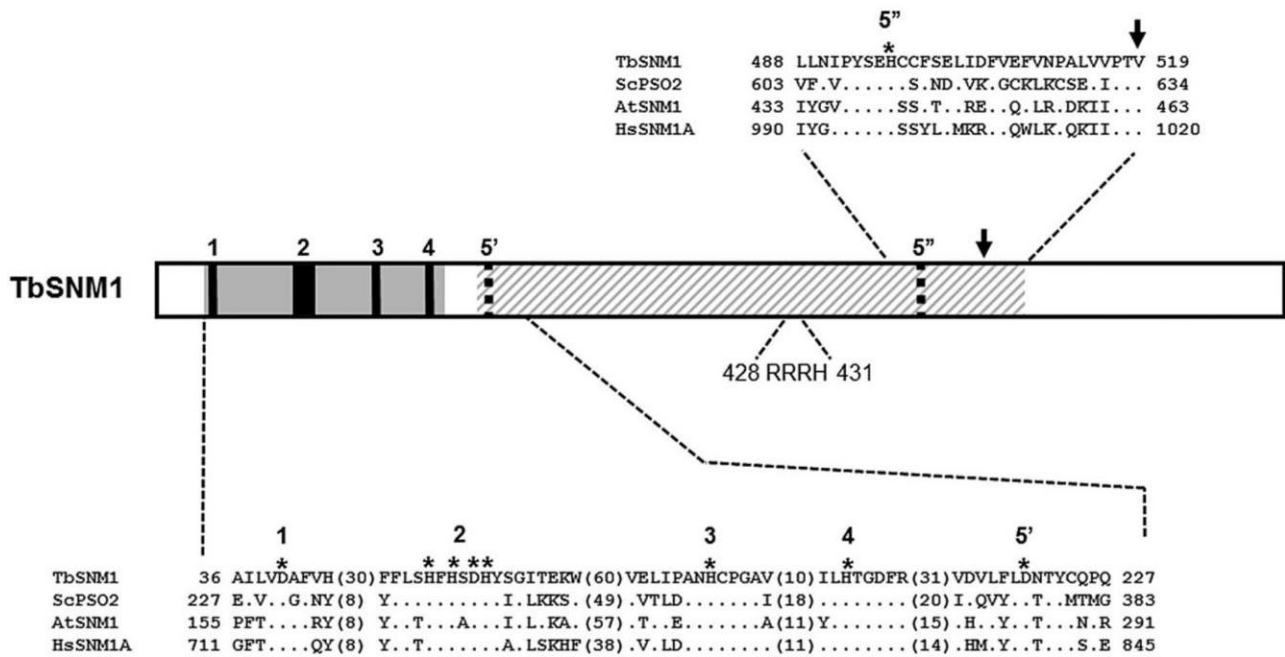 5”
*
TbSNM1 488 LLNIPYSEHCCFSELIDFVEFVNPALVVPTV 519
ScPSO2 603 VF.V......S.ND.VK.GCKLKCSE.I... 634
AtSNM1 433 IYGV......SS.T..RE..Q.LR.DKII... 463
HsSNM1A 990 IYG......SSYL.MKR..QWLK.QKII... 1020
1 2 3 4 5’ 5”
TbSNM1
428 RRRH 431
1 2 3 4 5’
* * * * * * * *
TbSNM1 36 AILVDAFVH(30)FFLSHFHSDHYSGITEKW(60)VELIPANHCPGAV(10)ILHTGDFR(31)VDVLFLDNTYCQPQ 227
ScPSO2 227 E.V..G.NY(8) Y.........I.LKKS.(49).VTLD.......I(18)........(20)I.QVY..T..MTMG 383
AtSNM1 155 PFT....RY(8) Y..T...A...I.L.KA.(57).T..E.......A(11)Y.......(15).H..Y..T...N.R 291
HsSNM1A 711 GFT....QY(8) Y..T.......A.LSKHF(38).V.LD........(11)........(14).HM.Y..T...S.E 845